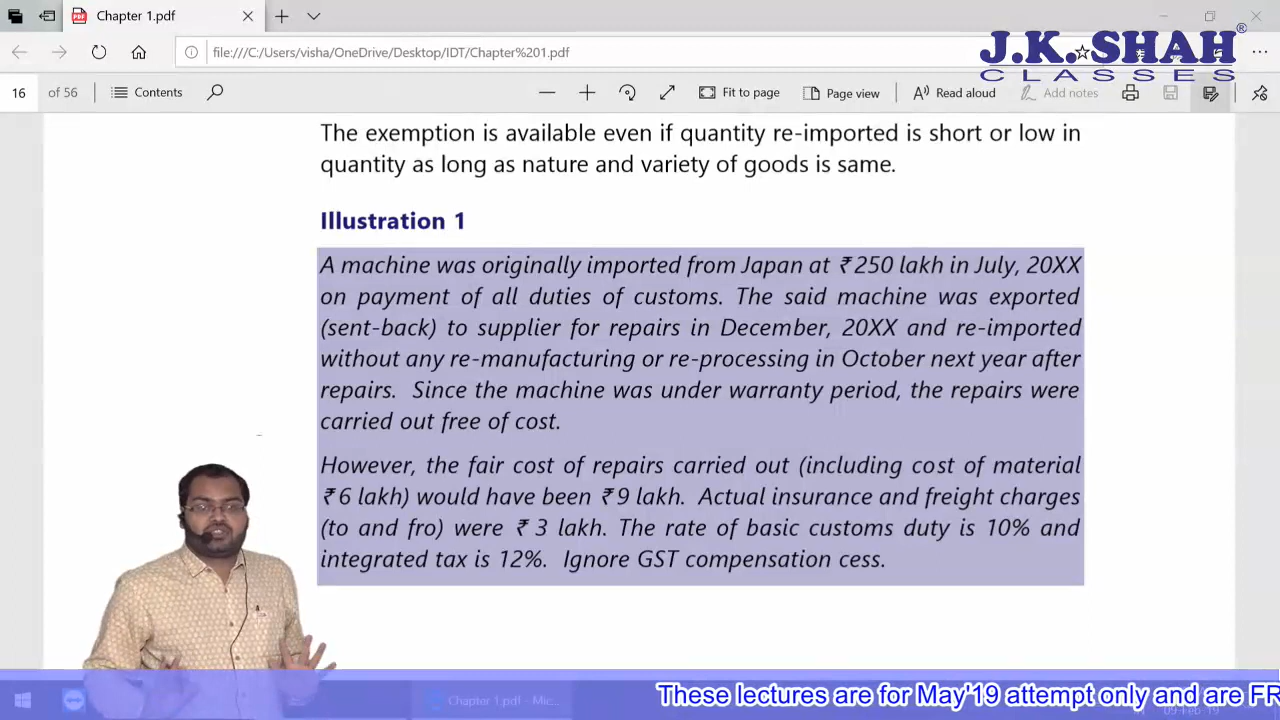 Chapter 1.pdf
J.K.SHAH®
CLASSES
file:///C:/Users/visha/OneDrive/Desktop/IDT/Chapter%201.pdf
16 of 56 Contents Fit to page Page view Read aloud Add notes
The exemption is available even if quantity re-imported is short or low in
quantity as long as nature and variety of goods is same.
Illustration 1
A machine was originally imported from Japan at ₹250 lakh in July, 20XX
on payment of all duties of customs. The said machine was exported
(sent-back) to supplier for repairs in December, 20XX and re-imported
without any re-manufacturing or re-processing in October next year after
repairs. Since the machine was under warranty period, the repairs were
carried out free of cost.
However, the fair cost of repairs carried out (including cost of material
₹6 lakh) would have been ₹9 lakh. Actual insurance and freight charges
(to and fro) were ₹ 3 lakh. The rate of basic customs duty is 10% and
integrated tax is 12%. Ignore GST compensation cess.
These lectures are for May'19 attempt only and are FR
Chapter 1.pdf - Mic...
09-Feb-19